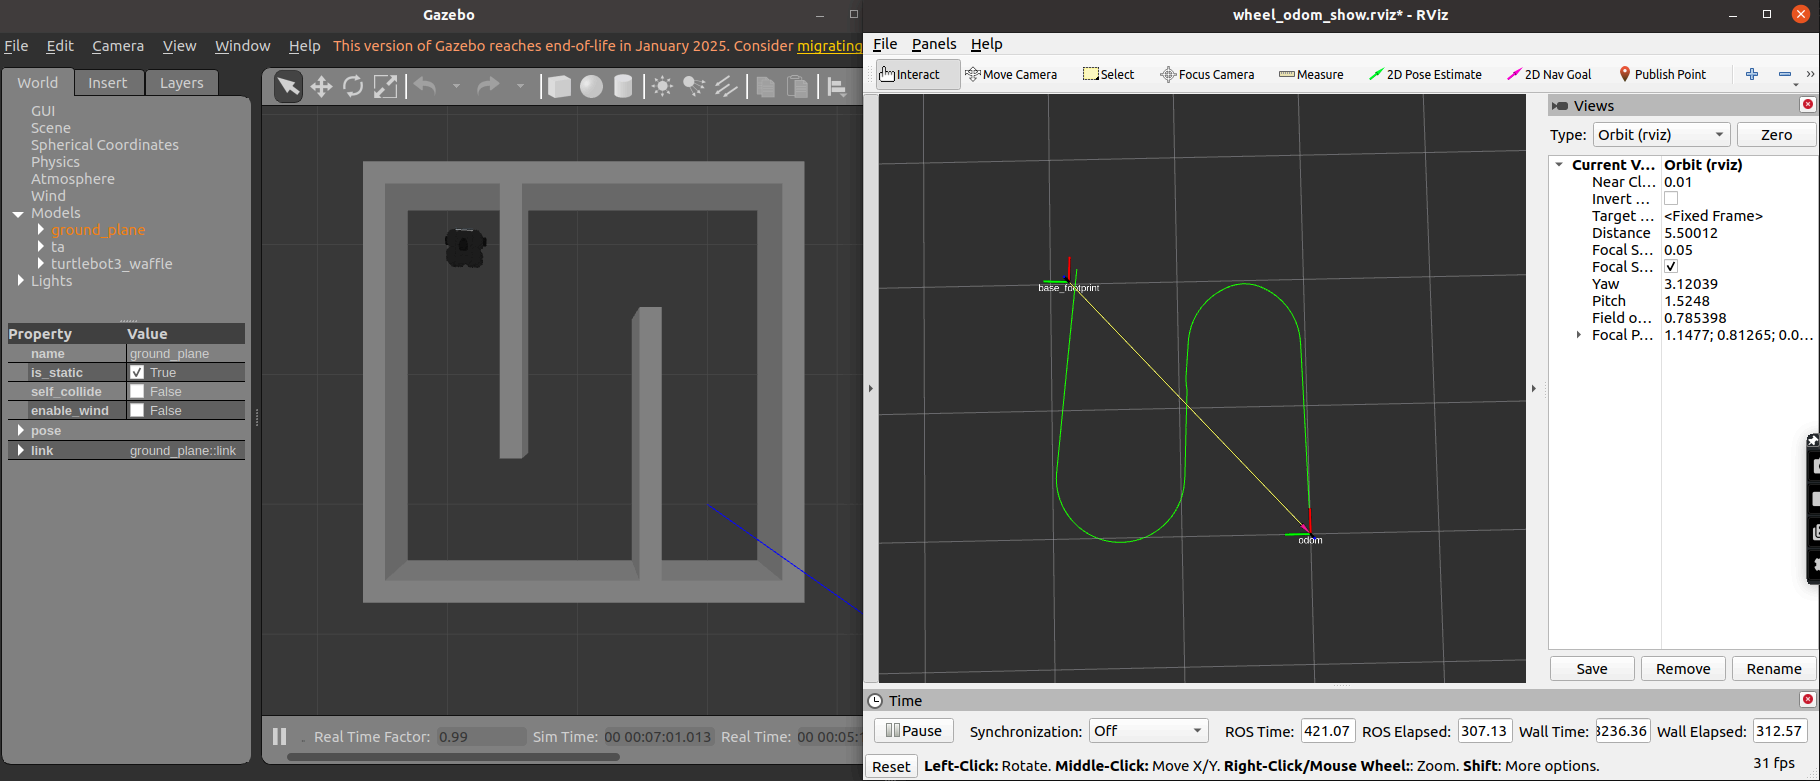 Gazebo
File Edit Camera View Window Help This version of Gazebo reaches end-of-life in January 2025. Consider migrating
World Insert Layers
GUI
Scene
Spherical Coordinates
Physics
Atmosphere
Wind
Models
ground_plane
ta
turtlebot3_waffle
Lights
Property Value
name ground_plane
is_static True
self_collide False
enable_wind False
pose
link ground_plane::link
Real Time Factor: 0.99 Sim Time: 00 00:07:01.013 Real Time: 00 00:05:1
wheel_odom_show.rviz* - RViz
File Panels Help
Interact Move Camera Select Focus Camera Measure 2D Pose Estimate 2D Nav Goal Publish Point
base_footprint
odom
Views
Type: Orbit (rviz) Zero
Current V... Orbit (rviz)
Near Cl... 0.01
Invert ...
Target ... <Fixed Frame>
Distance 5.50012
Focal S... 0.05
Focal S...
Yaw 3.12039
Pitch 1.5248
Field o... 0.785398
Focal P... 1.1477; 0.81265; 0.0...
Save Remove Rename
Time
Pause Synchronization: Off ROS Time: 421.07 ROS Elapsed: 307.13 Wall Time: 3236.36 Wall Elapsed: 312.57
Reset Left-Click: Rotate. Middle-Click: Move X/Y. Right-Click/Mouse Wheel:: Zoom. Shift: More options. 31 fps